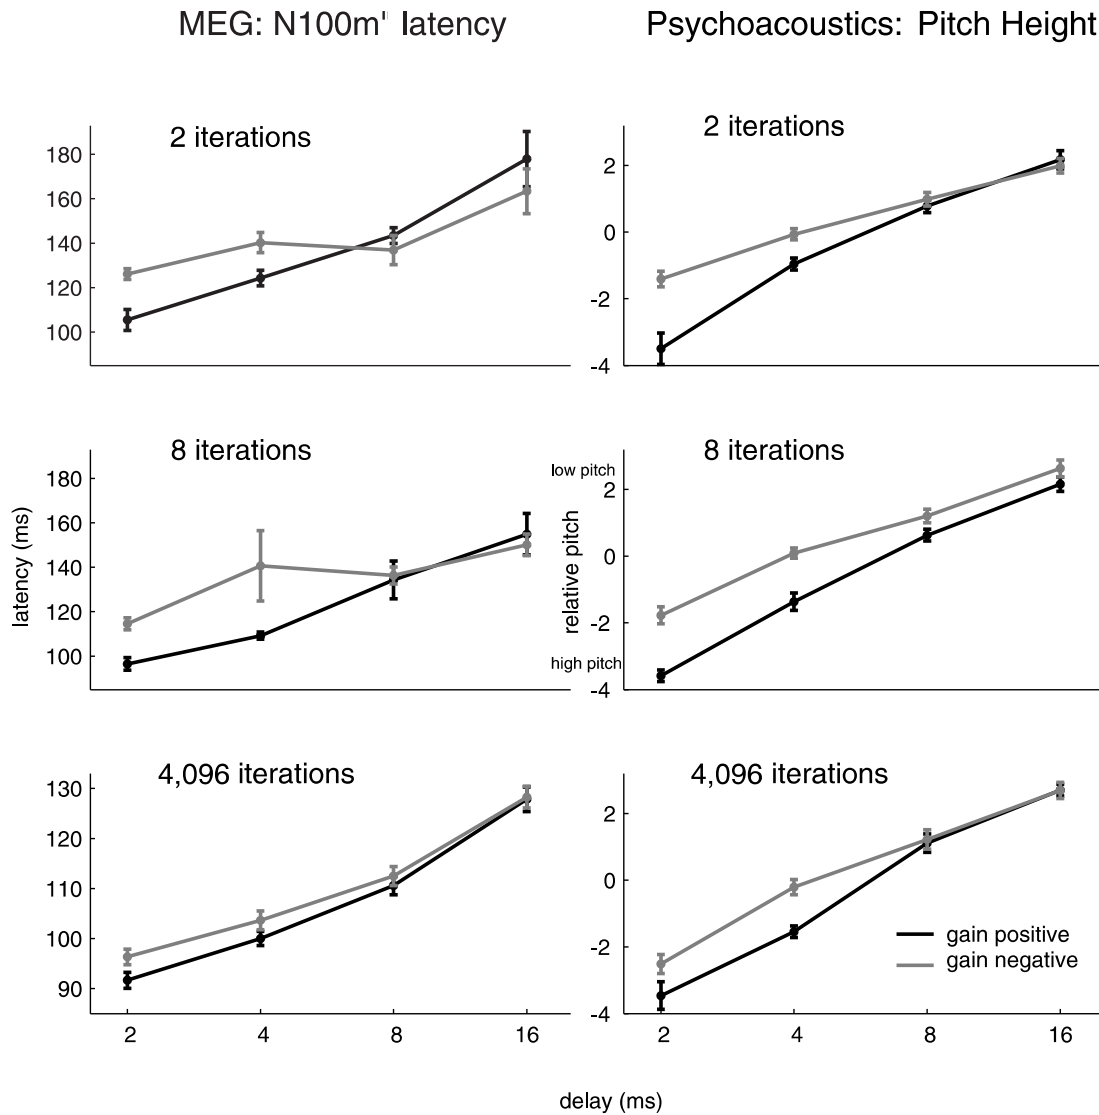 MEG: N100m' latency
Psychoacoustics: Pitch Height
2 iterations
180
160
140
120
100
2 iterations
2
0
-2
-4
8 iterations
180
160
140
120
100
latency (ms)
8 iterations
low pitch
2
0
-2
high pitch
-4
relative pitch
4,096 iterations
130
120
110
100
90
2
4
8
16
4,096 iterations
2
0
-2
-4
gain positive
gain negative
2
4
8
16
delay (ms)